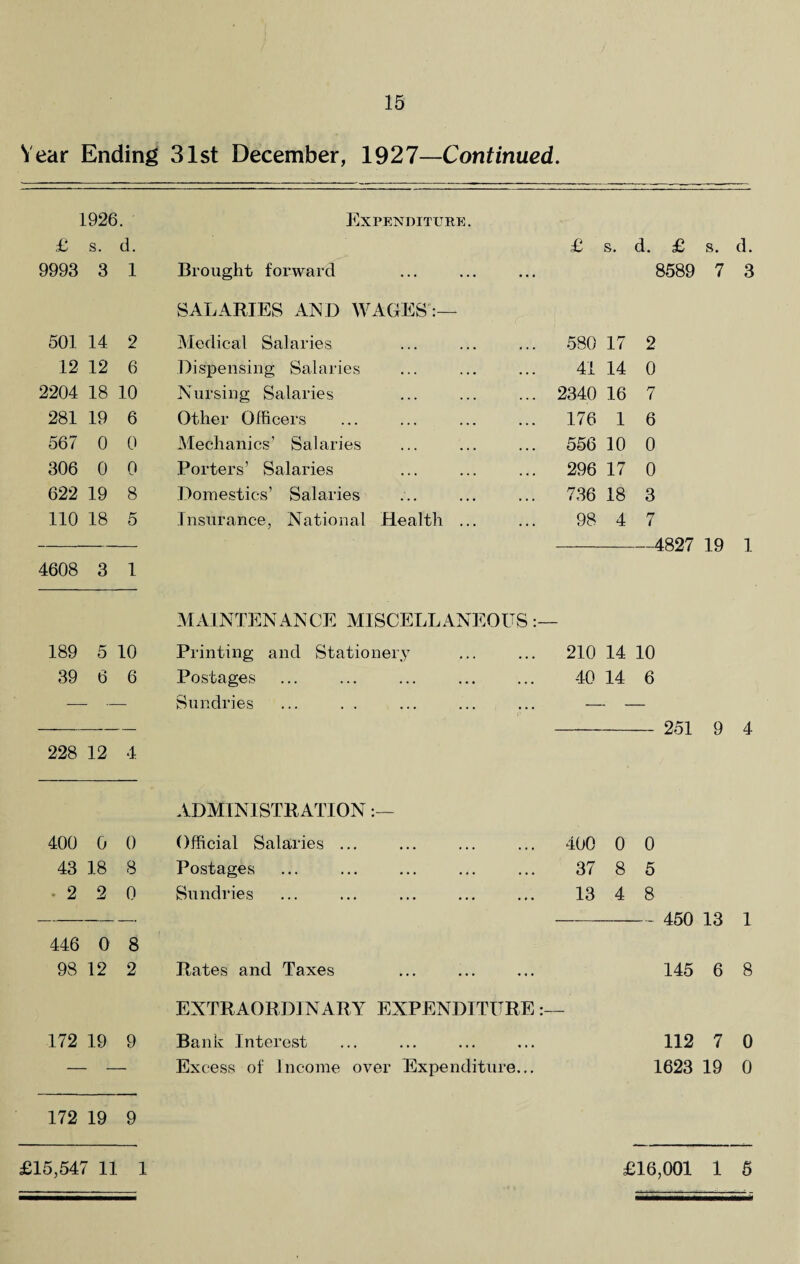 15
Year Ending 31st December, 1927—Continued.
1926. Expenditure.
£ s. d. £ s. d. £ s. d.
9993 3 1 Brought forward ... ... ... 8589 7 3
SALARIES AND WAGES:—
501 14 2 Medical Salaries ... ... ... 580 17 2
12 12 6 Dispensing Salaries ... ... ... 41 14 0
2204 18 10 Nursing Salaries ... ... ... 2340 16 7
281 19 6 Other Officers ... ... ... ... 176 1 6
567 0 0 Mechanics' Salaries ... ... ... 556 10 0
306 0 0 Porters' Salaries ... ... ... 296 17 0
622 19 8 Domestics' Salaries ... ... ... 736 18 3
110 18 5 Insurance, National Health ... ... 98 4 7
4827 19 1
4608 3 1
MAINTENANCE MISCELLANEOUS:—
189 5 10 Printing and Stationery ... ... 210 14 10
39 6 6 Postages ... ... ... ... ... 40 14 6
— — Sundries ... . . ... ... ... — —
251 9 4
228 12 4
ADMINISTRATION:—
400 0 0 Official Salaries ... ... ... ... 400 0 0
43 18 8 Postages ... ... ... ... ... 37 8 5
2 2 0 Sundries ... ... ... ... ... 13 4 8
450 13 1
446 0 8
98 12 2 Rates and Taxes ... ... ... 145 6 8
EXTRAORDINARY EXPENDITURE:—
172 19 9 Bank Interest ... ... ... ... 112 7 0
— — Excess of Income over Expenditure... 1623 19 0
172 19 9
£15,547 11 1 £16,001 1 5